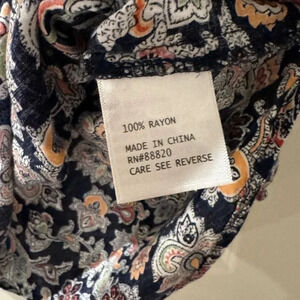 100% RAYON
MADE IN CHINA
RN#88820
CARE SEE REVERSE